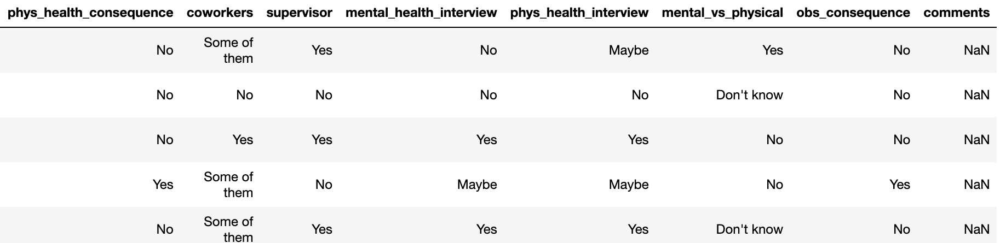 phys_health_consequence coworkers supervisor mental_health_interview phys_health_interview mental_vs_physical obs_consequence comments
No Some of them Yes No Maybe Yes No NaN
No No No No No Don't know No NaN
No Yes Yes Yes Yes No No NaN
Yes Some of them No Maybe Maybe No Yes NaN
No Some of them Yes Yes Yes Don't know No NaN